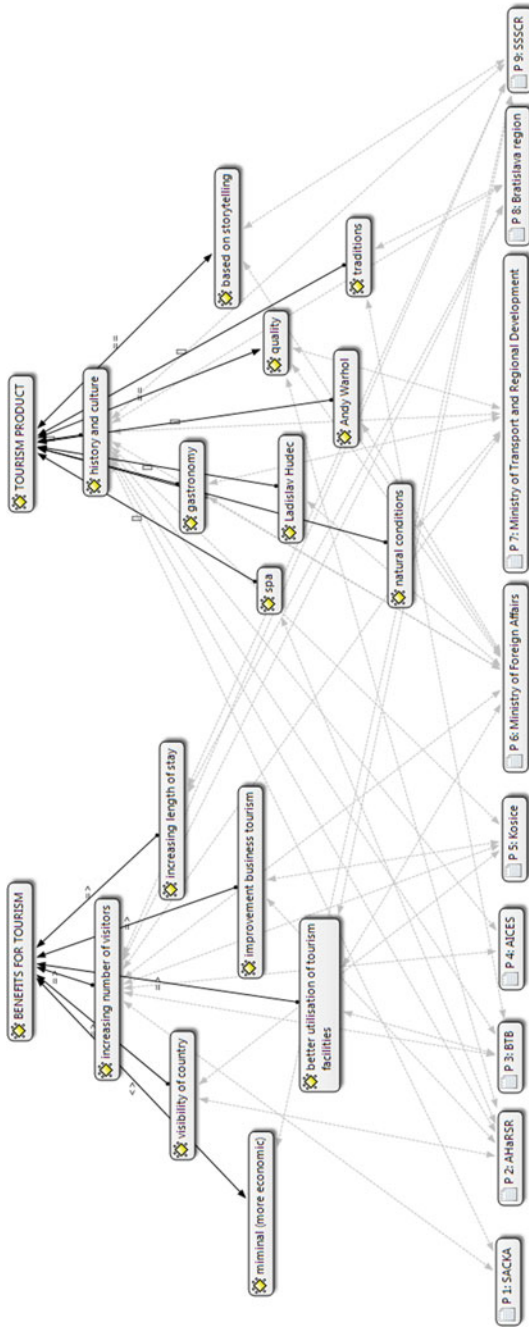 BENEFITS FOR TOURISM
TOURISM PRODUCT
increasing number of visitors
history and culture
visibility of country
increasing length of stay
gastronomy
based on storytelling
miminal (more economic)
improvement business tourism
spa
Ladislav Hudec
quality
better utilisation of tourism
facilities
Andy Warhol
traditions
natural conditions
=>
=>
=>
=>
< >
==
==
[]
[]
[]
[]
P 1: SACKA
P 2: AHaRSR
P 3: BTB
P 4: AICES
P 5: Kosice
P 6: Ministry of Foreign Affairs
P 7: Ministry of Transport and Regional Development
P 8: Bratislava region
P 9: SSSCR